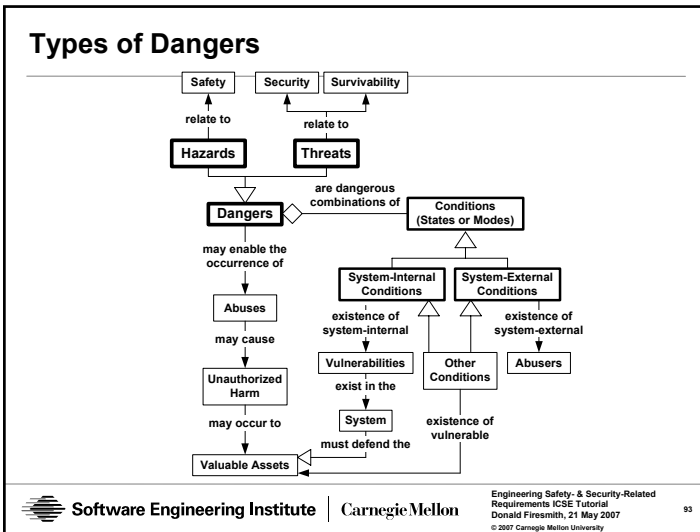 Types of Dangers
Safety
Security
Survivability
relate to
relate to
Hazards
Threats
are dangerous
combinations of
Dangers
Conditions
(States or Modes)
may enable the
occurrence of
System-Internal
Conditions
System-External
Conditions
Abuses
existence of
system-internal
existence of
system-external
may cause
Vulnerabilities
Other
Conditions
Abusers
Unauthorized
Harm
exist in the
System
may occur to
existence of
vulnerable
must defend the
Valuable Assets
Software Engineering Institute
Carnegie Mellon
Engineering Safety- & Security-Related
Requirements ICSE Tutorial
Donald Firesmith, 21 May 2007
© 2007 Carnegie Mellon University
93